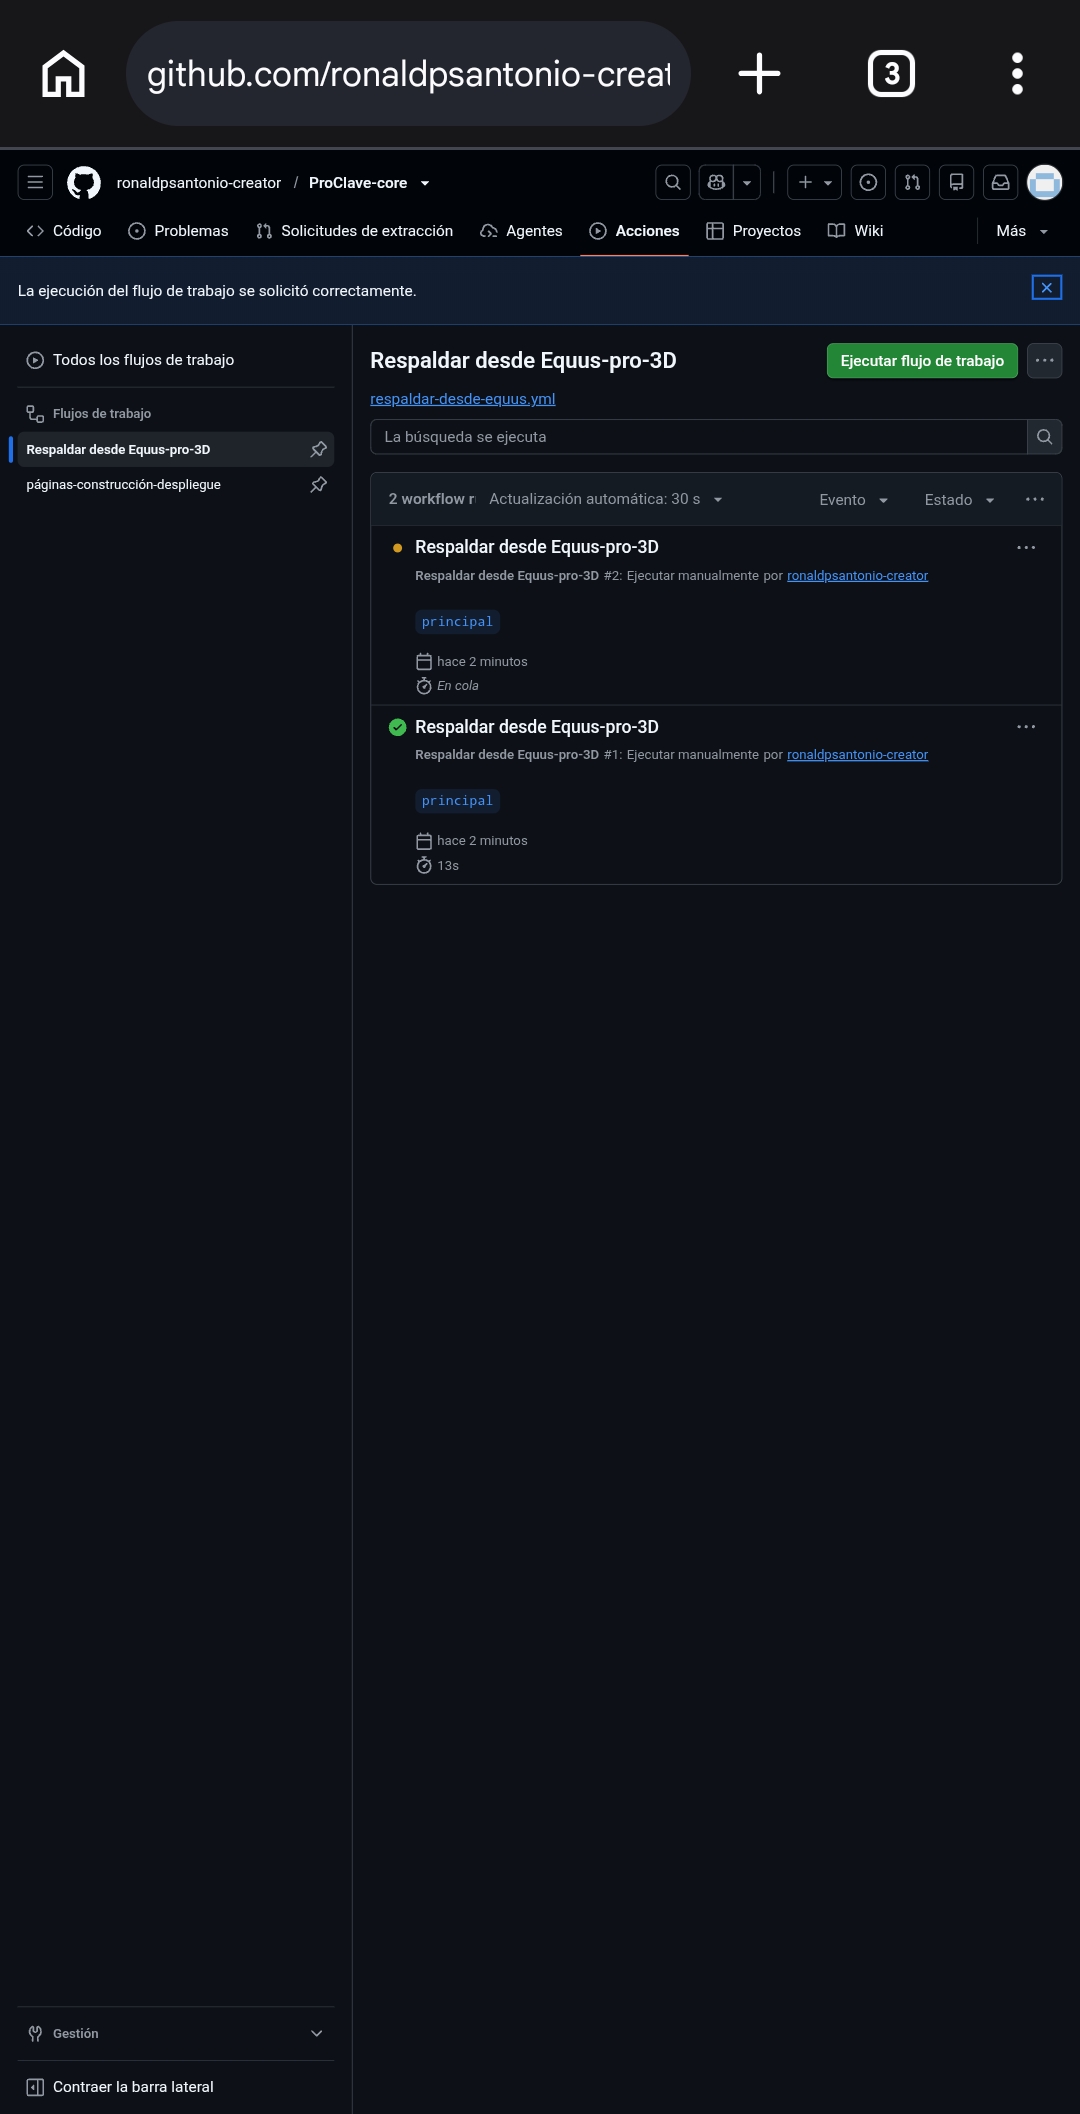 github.com/ronaldpsantonio-creat
3
ronaldpsantonio-creator / ProClave-core
Código Problemas Solicitudes de extracción Agentes Acciones Proyectos Wiki Más
La ejecución del flujo de trabajo se solicitó correctamente.
Todos los flujos de trabajo
Flujos de trabajo
Respaldar desde Equus-pro-3D
páginas-construcción-despliegue
Respaldar desde Equus-pro-3D
Ejecutar flujo de trabajo
respaldar-desde-equus.yml
La búsqueda se ejecuta
2 workflow r Actualización automática: 30 s Evento Estado
Respaldar desde Equus-pro-3D
Respaldar desde Equus-pro-3D #2: Ejecutar manualmente por ronaldpsantonio-creator
principal
hace 2 minutos
En cola
Respaldar desde Equus-pro-3D
Respaldar desde Equus-pro-3D #1: Ejecutar manualmente por ronaldpsantonio-creator
principal
hace 2 minutos
13s
Gestión
Contraer la barra lateral